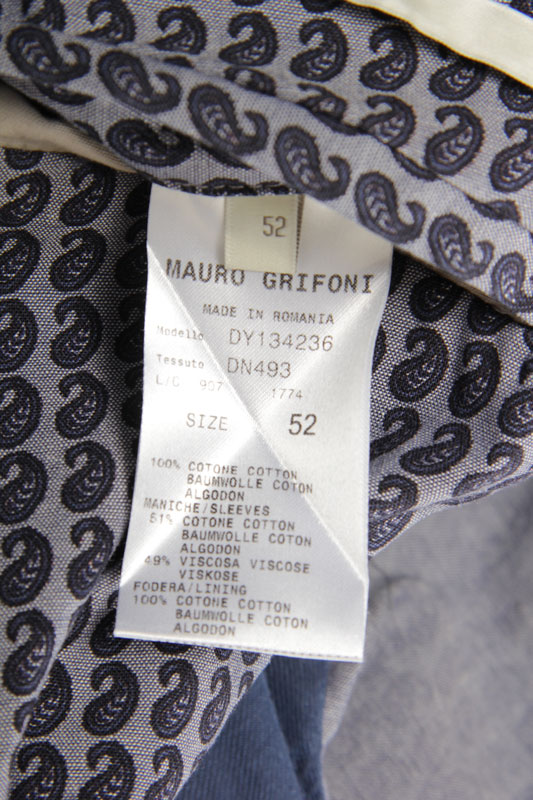 52
MAURO GRIFONI
MADE IN ROMANIA
Modello DY134236
Tessuto DN493
L/C 1774
SIZE 52
100% COTONE COTTON
BAUMWOLLE COTON
ALGODON
MANICHE/SLEEVES
51% COTONE COTTON
BAUMWOLLE COTON
ALGODON
49% VISCOSA VISCOSE
VISKOSE
FODERA/LINING
100% COTONE COTTON
BAUMWOLLE COTON
ALGODON